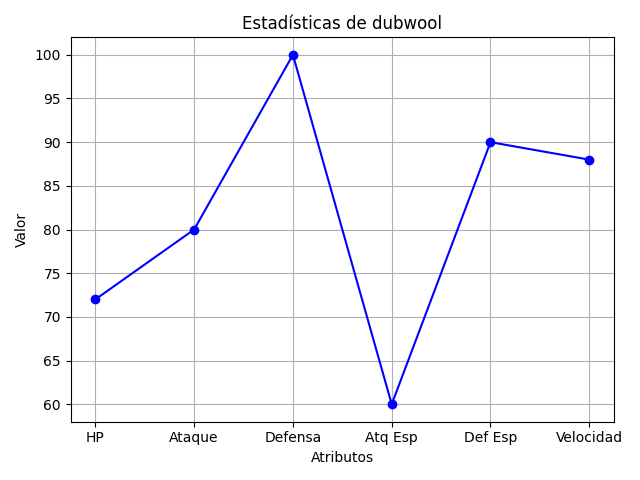 Estadísticas de dubwool
Valor
100
95
90
85
80
75
70
65
60
HP Ataque Defensa Atq Esp Def Esp Velocidad
Atributos